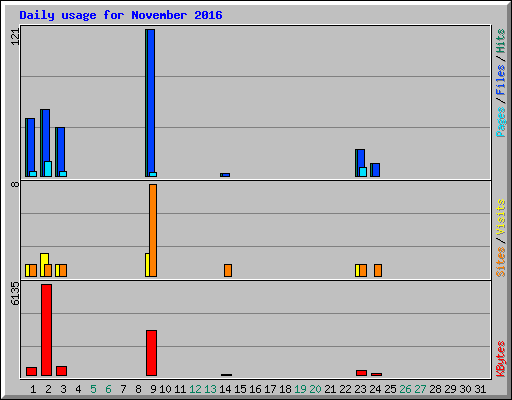 Daily usage for November 2016
121
8
6135
Pages / Files / Hits
Sites / Visits
KBytes
1 2 3 4 5 6 7 8 9 10 11 12 13 14 15 16 17 18 19 20 21 22 23 24 25 26 27 28 29 30 31